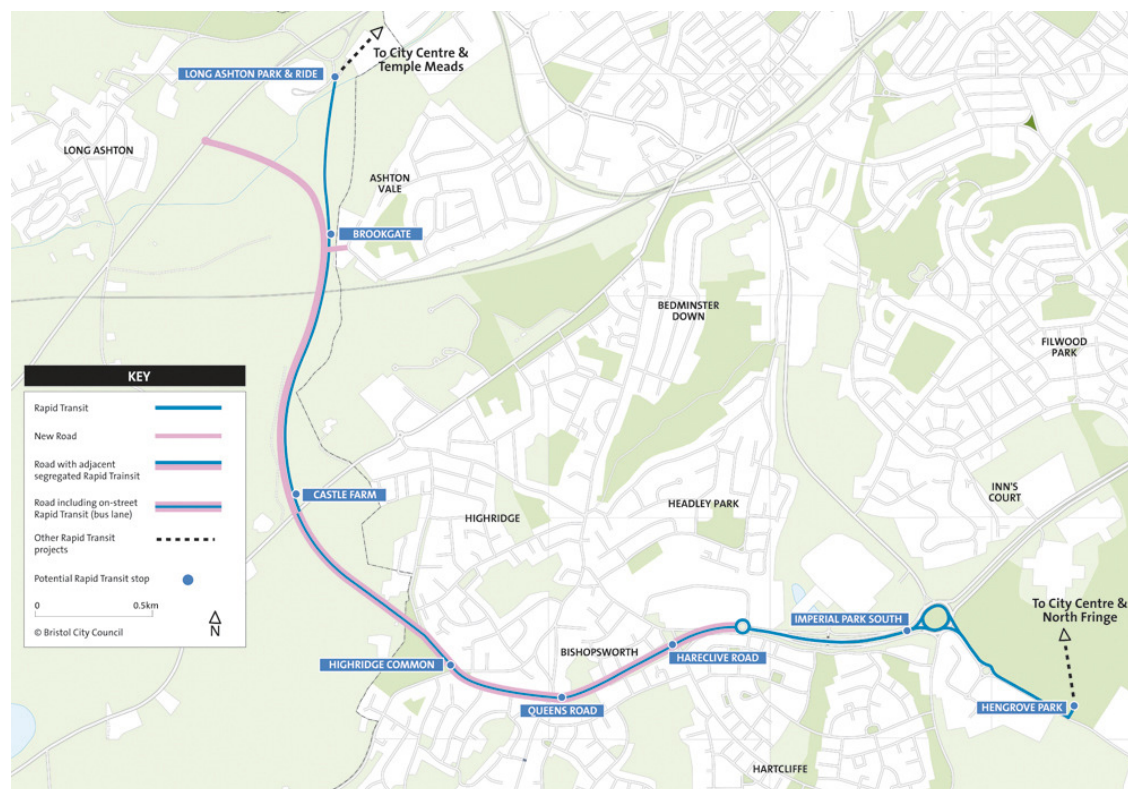 To City Centre &
Temple Meads
LONG ASHTON PARK & RIDE
LONG ASHTON
ASHTON
VALE
BROOKGATE
BEDMINSTER
DOWN
FILWOOD
PARK
KEY
Rapid Transit
New Road
Road with adjacent
segregated Rapid Trainsit
Road including on-street
Rapid Transit (bus lane)
Other Rapid Transit
projects
Potential Rapid Transit stop
0 0.5km
N
© Bristol City Council
CASTLE FARM
HIGHRIDGE
HEADLEY PARK
INN'S
COURT
To City Centre &
North Fringe
IMPERIAL PARK SOUTH
BISHOPSWORTH
HARECLIVE ROAD
HIGHRIDGE COMMON
QUEENS ROAD
HENGROVE PARK
HARTCLIFFE